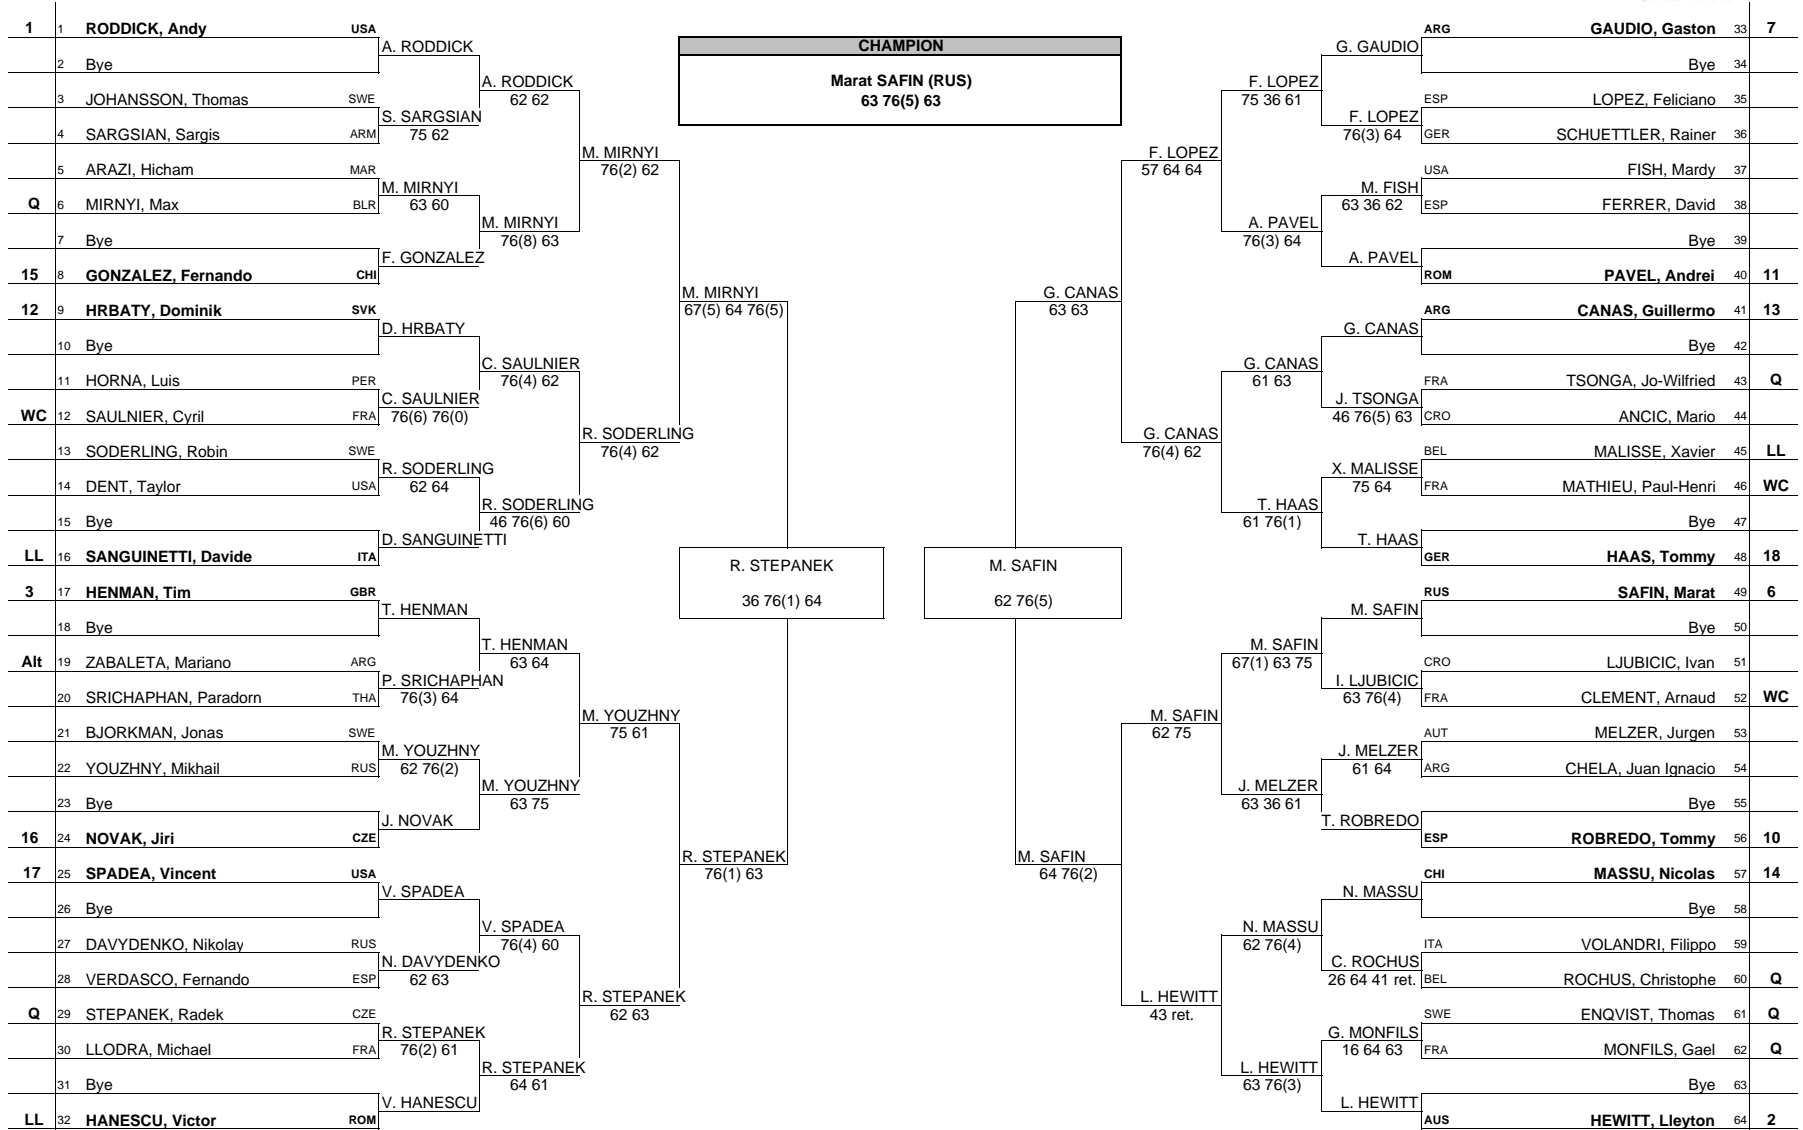 CHAMPION
Marat SAFIN (RUS)
63 76(5) 63
1 1 RODDICK, Andy USA
2 Bye
3 JOHANSSON, Thomas SWE
4 SARGSIAN, Sargis ARM
5 ARAZI, Hicham MAR
Q 6 MIRNYI, Max BLR
7 Bye
15 8 GONZALEZ, Fernando CHI
12 9 HRBATY, Dominik SVK
10 Bye
11 HORNA, Luis PER
WC 12 SAULNIER, Cyril FRA
13 SODERLING, Robin SWE
14 DENT, Taylor USA
15 Bye
LL 16 SANGUINETTI, Davide ITA
3 17 HENMAN, Tim GBR
18 Bye
Alt 19 ZABALETA, Mariano ARG
20 SRICHAPHAN, Paradorn THA
21 BJORKMAN, Jonas SWE
22 YOUZHNY, Mikhail RUS
23 Bye
16 24 NOVAK, Jiri CZE
17 25 SPADEA, Vincent USA
26 Bye
27 DAVYDENKO, Nikolay RUS
28 VERDASCO, Fernando ESP
Q 29 STEPANEK, Radek CZE
30 LLODRA, Michael FRA
31 Bye
LL 32 HANESCU, Victor ROM
A. RODDICK
S. SARGSIAN
75 62
M. MIRNYI
63 60
F. GONZALEZ
D. HRBATY
C. SAULNIER
76(6) 76(0)
R. SODERLING
62 64
D. SANGUINETTI
T. HENMAN
P. SRICHAPHAN
76(3) 64
M. YOUZHNY
62 76(2)
J. NOVAK
V. SPADEA
N. DAVYDENKO
62 63
R. STEPANEK
76(2) 61
V. HANESCU
A. RODDICK
62 62
M. MIRNYI
76(8) 63
C. SAULNIER
76(4) 62
R. SODERLING
46 76(6) 60
T. HENMAN
63 64
M. YOUZHNY
63 75
V. SPADEA
76(4) 60
R. STEPANEK
64 61
M. MIRNYI
76(2) 62
R. SODERLING
76(4) 62
M. YOUZHNY
75 61
R. STEPANEK
62 63
M. MIRNYI
67(5) 64 76(5)
R. STEPANEK
76(1) 63
R. STEPANEK
36 76(1) 64
M. SAFIN
62 76(5)
G. CANAS
63 63
M. SAFIN
64 76(2)
F. LOPEZ
57 64 64
G. CANAS
76(4) 62
M. SAFIN
62 75
L. HEWITT
43 ret.
F. LOPEZ
75 36 61
A. PAVEL
76(3) 64
G. CANAS
61 63
T. HAAS
61 76(1)
M. SAFIN
67(1) 63 75
J. MELZER
63 36 61
N. MASSU
62 76(4)
L. HEWITT
63 76(3)
G. GAUDIO
F. LOPEZ
76(3) 64
M. FISH
63 36 62
A. PAVEL
G. CANAS
J. TSONGA
46 76(5) 63
X. MALISSE
75 64
T. HAAS
M. SAFIN
I. LJUBICIC
63 76(4)
J. MELZER
61 64
T. ROBREDO
N. MASSU
C. ROCHUS
26 64 41 ret.
G. MONFILS
16 64 63
L. HEWITT
ARG GAUDIO, Gaston 33 7
Bye 34
ESP LOPEZ, Feliciano 35
GER SCHUETTLER, Rainer 36
USA FISH, Mardy 37
ESP FERRER, David 38
Bye 39
ROM PAVEL, Andrei 40 11
ARG CANAS, Guillermo 41 13
Bye 42
FRA TSONGA, Jo-Wilfried 43 Q
CRO ANCIC, Mario 44
BEL MALISSE, Xavier 45 LL
FRA MATHIEU, Paul-Henri 46 WC
Bye 47
GER HAAS, Tommy 48 18
RUS SAFIN, Marat 49 6
Bye 50
CRO LJUBICIC, Ivan 51
FRA CLEMENT, Arnaud 52 WC
AUT MELZER, Jurgen 53
ARG CHELA, Juan Ignacio 54
Bye 55
ESP ROBREDO, Tommy 56 10
CHI MASSU, Nicolas 57 14
Bye 58
ITA VOLANDRI, Filippo 59
BEL ROCHUS, Christophe 60 Q
SWE ENQVIST, Thomas 61 Q
FRA MONFILS, Gael 62 Q
Bye 63
AUS HEWITT, Lleyton 64 2